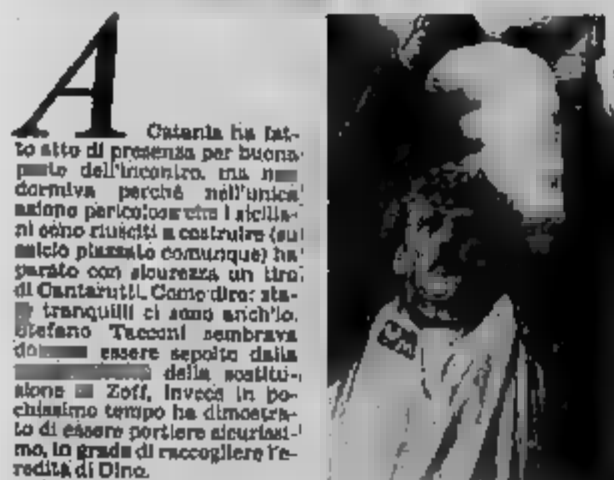 A
Catania ha fat-
to atto di presenza per buona
parte dell'incontro, ma
dormiva perché nell'unica
azione pericolosa che i sicilia-
ni sono riusciti a costruire (su
calcio piazzato comunque) ha
parato con sicurezza un tiro
di Cantarutti. Come dire: sta-
tranquilli ci sono anch'io.
Stefano Tacconi sembrava
essere sepolto dalla
della sostitu-
zione Zoff, invece in po-
chissimo tempo ha dimostra-
to di essere portiere sicurissi-
mo, in grado di raccogliere l'e-
redità di Dino.